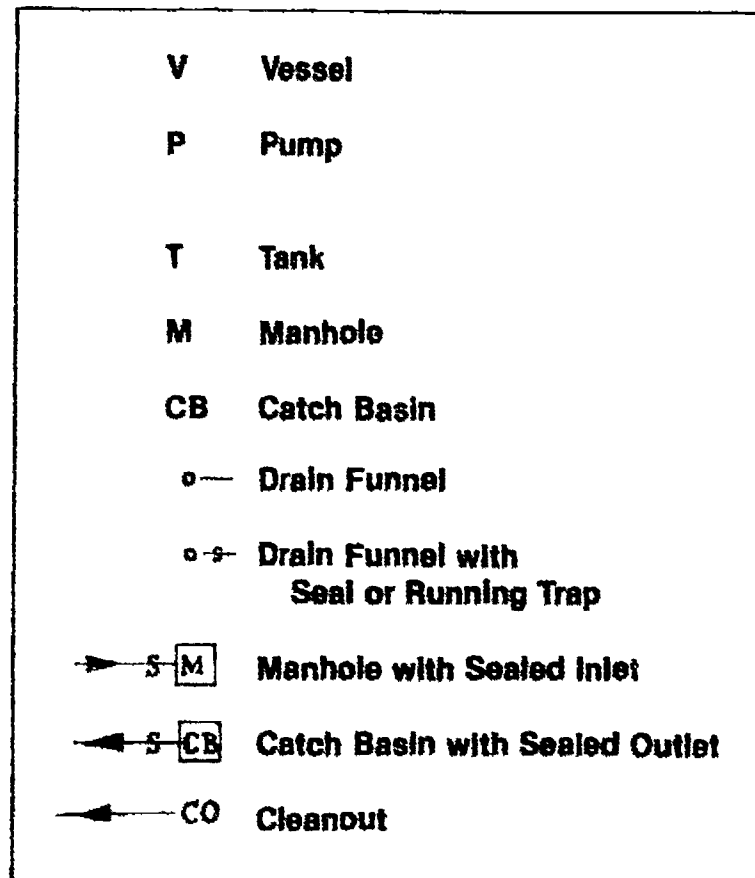 V Vessel
P Pump
T Tank
M Manhole
CB Catch Basin
Drain Funnel
S Drain Funnel with
Seal or Running Trap
S M Manhole with Sealed Inlet
S CB Catch Basin with Sealed Outlet
CO Cleanout